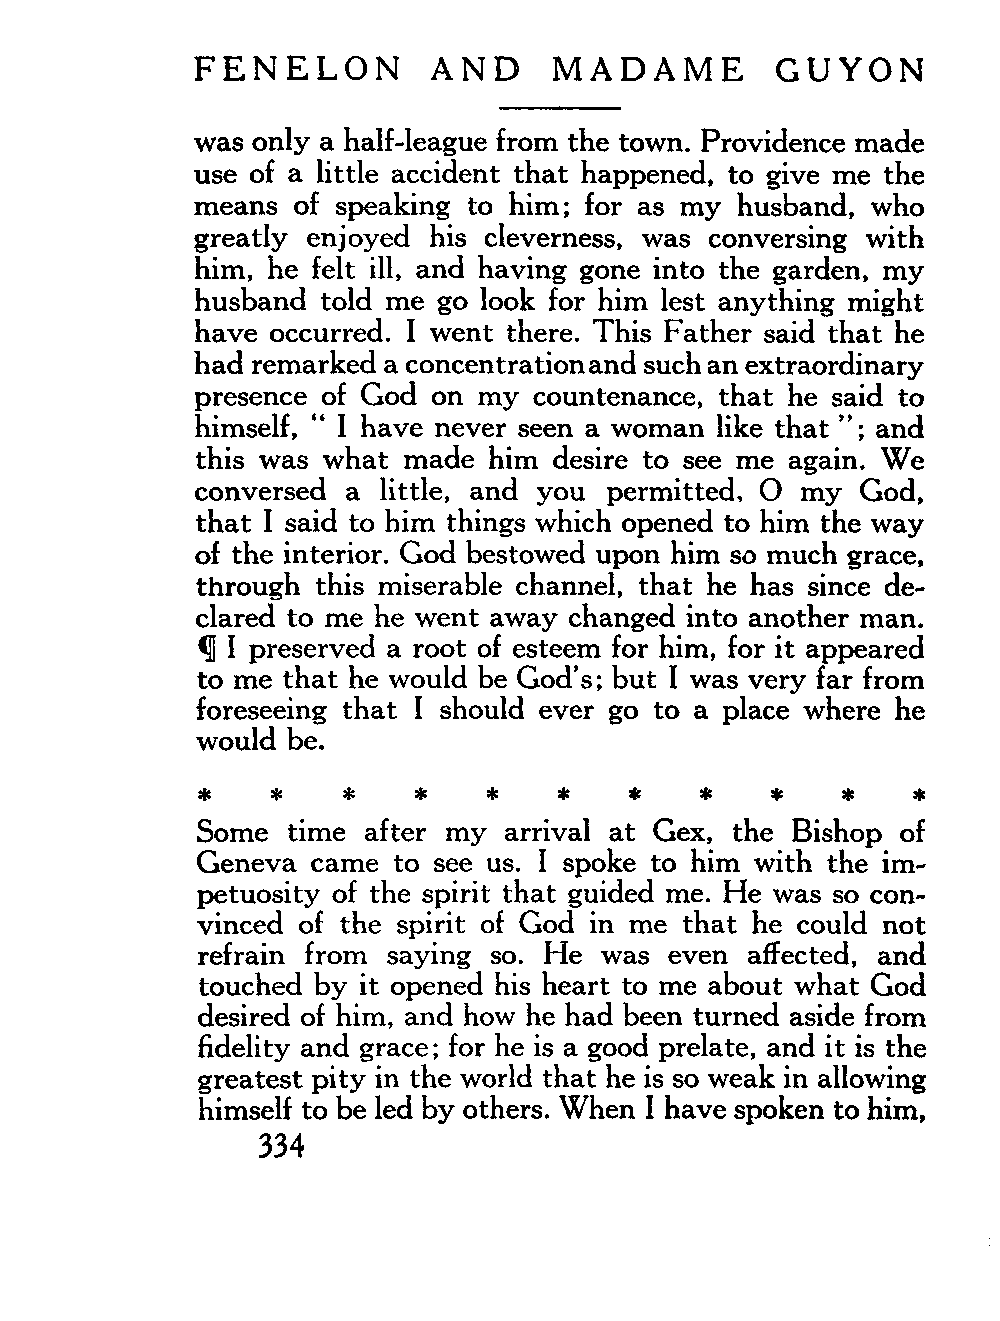 FENELON AND MADAME GUYON
was only a half-league from the town. Providence made
use of a little accident that happened, to give me the
means of speaking to him; for as my husband, who
greatly enjoyed his cleverness, was conversing with
him, he felt ill, and having gone into the garden, my
husband told me go look for him lest anything might
have occurred. I went there. This Father said that he
had remarked a concentration and such an extraordinary
presence of God on my countenance, that he said to
himself, “ I have never seen a woman like that ”; and
this was what made him desire to see me again. We
conversed a little, and you permitted, O my God,
that I said to him things which opened to him the way
of the interior. God bestowed upon him so much grace,
through this miserable channel, that he has since de-
clared to me he went away changed into another man.
¶ I preserved a root of esteem for him, for it appeared
to me that he would be God's; but I was very far from
foreseeing that I should ever go to a place where he
would be.
* * * * * * * * * * *
Some time after my arrival at Gex, the Bishop of
Geneva came to see us. I spoke to him with the im-
petuosity of the spirit that guided me. He was so con-
vinced of the spirit of God in me that he could not
refrain from saying so. He was even affected, and
touched by it opened his heart to me about what God
desired of him, and how he had been turned aside from
fidelity and grace; for he is a good prelate, and it is the
greatest pity in the world that he is so weak in allowing
himself to be led by others. When I have spoken to him,
334